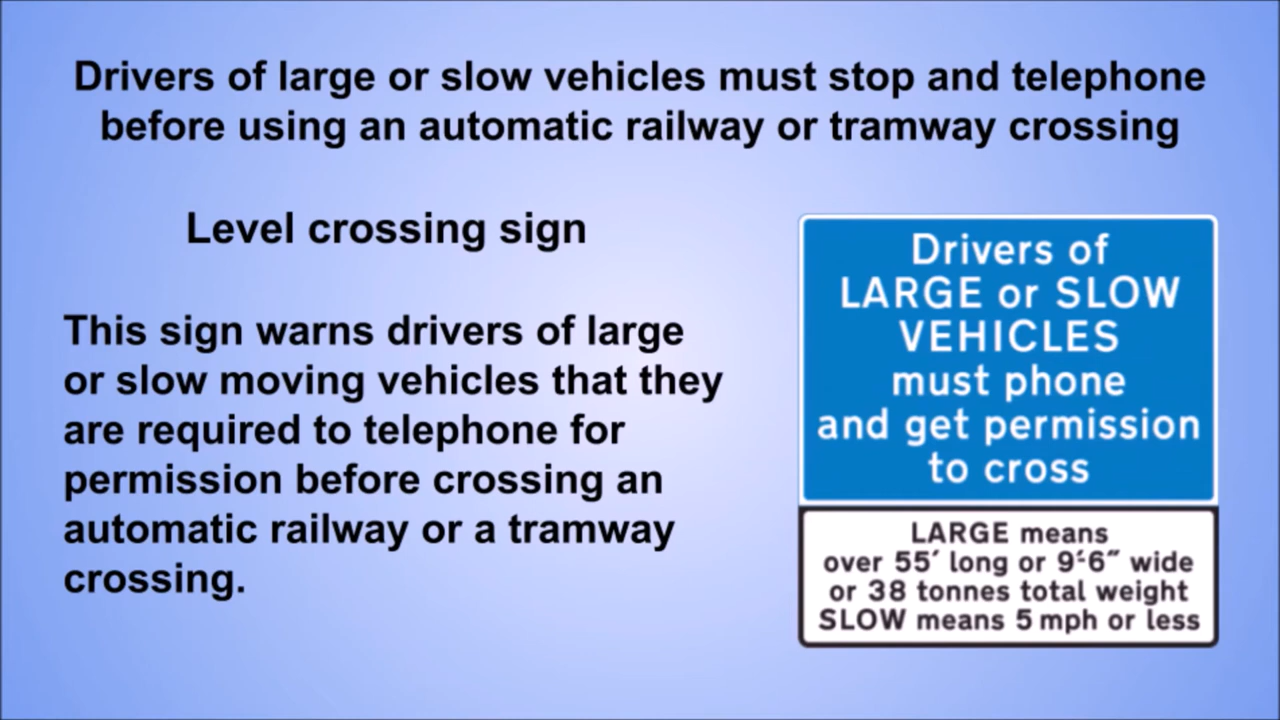 Drivers of large or slow vehicles must stop and telephone
before using an automatic railway or tramway crossing
Level crossing sign
This sign warns drivers of large
or slow moving vehicles that they
are required to telephone for
permission before crossing an
automatic railway or a tramway
crossing.
Drivers of
LARGE or SLOW
VEHICLES
must phone
and get permission
to cross
LARGE means
over 55′ long or 9′-6″ wide
or 38 tonnes total weight
SLOW means 5 mph or less